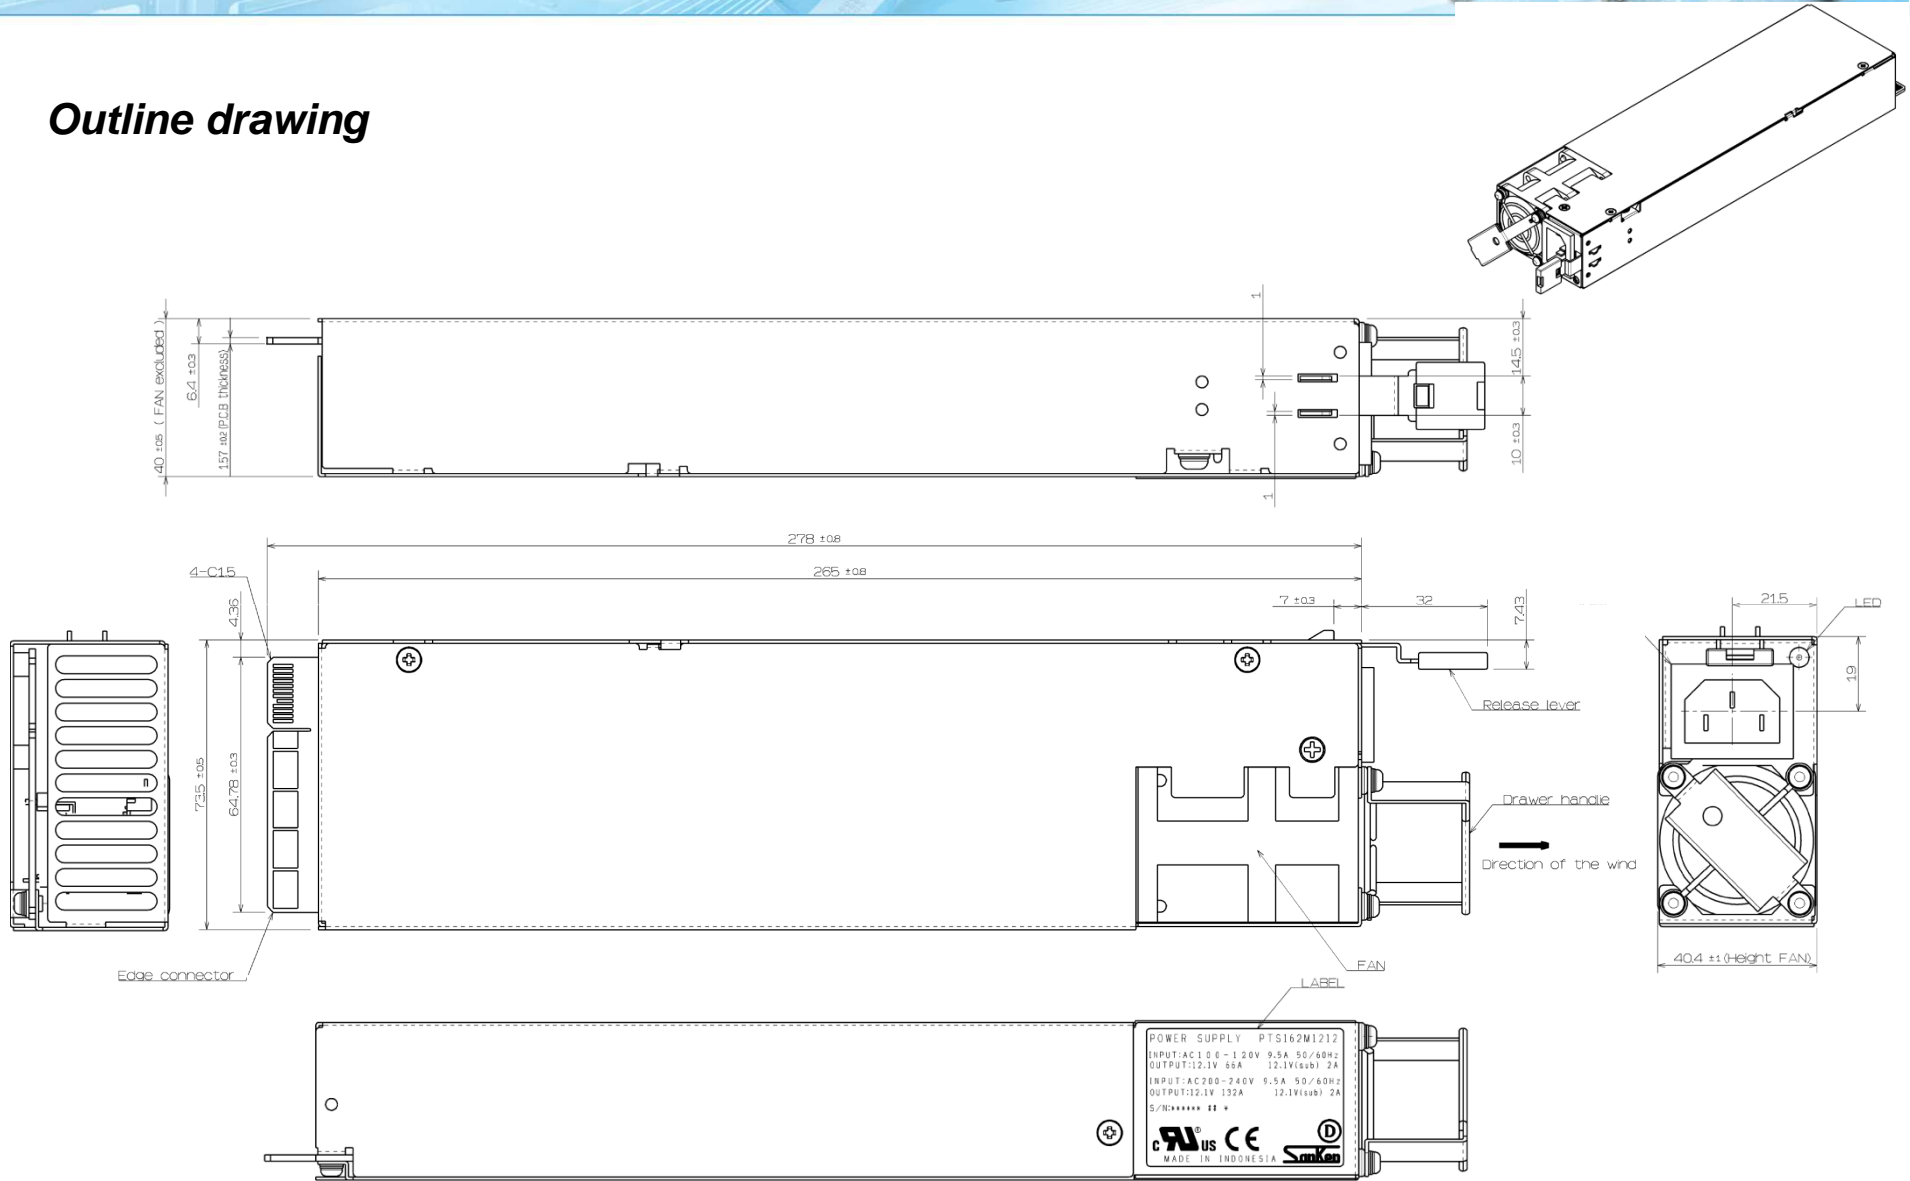 Outline drawing
1
40 ±0.5 ( FAN excluded )
6.4 ±0.3
1.57 ±0.2 (P.C.B thickness)
14.5 ±0.3
10 ±0.3
1
278 ±0.8
4-C1.5
265 ±0.8
4.36
7 ±0.3
32
7.43
21.5
LED
19
Release lever
73.5 ±0.5
64.78 ±0.3
Drawer handle
Direction of the wind
40.4 ±1 (Height FAN)
FAN
Edge connector
LABEL
POWER SUPPLY PTS162M1212
INPUT:AC100-120V 9.5A 50/60Hz
OUTPUT:12.1V 66A 12.1V(sub) 2A
INPUT:AC200-240V 9.5A 50/60Hz
OUTPUT:12.1V 132A 12.1V(sub) 2A
S/N:****** ‡‡ *
c RU ® US CE D
MADE IN INDONESIA SanKen